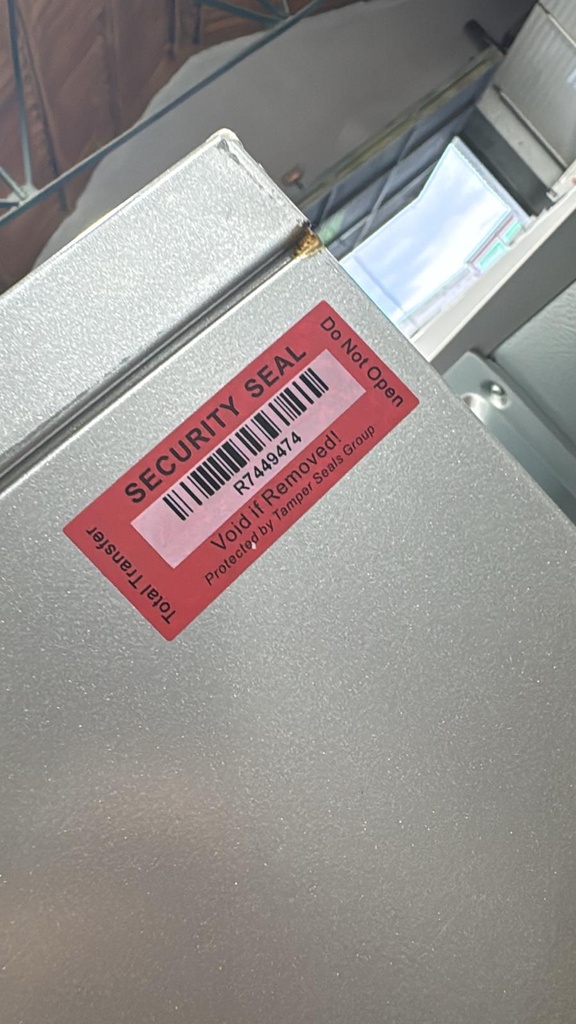 SECURITY SEAL
R7449474
Void if Removed!
Protected by Tamper Seals Group
Total Transfer
Do Not Open